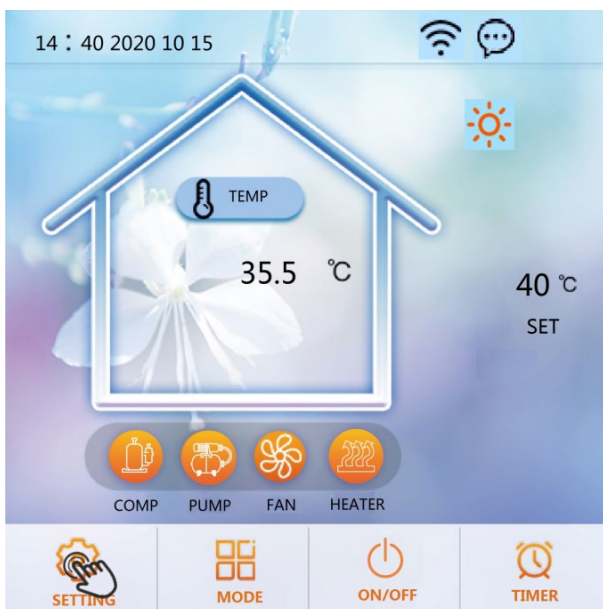 14：40 2020 10 15
TEMP
35.5 ℃
40 ℃
SET
COMP PUMP FAN HEATER
SETTING MODE ON/OFF TIMER